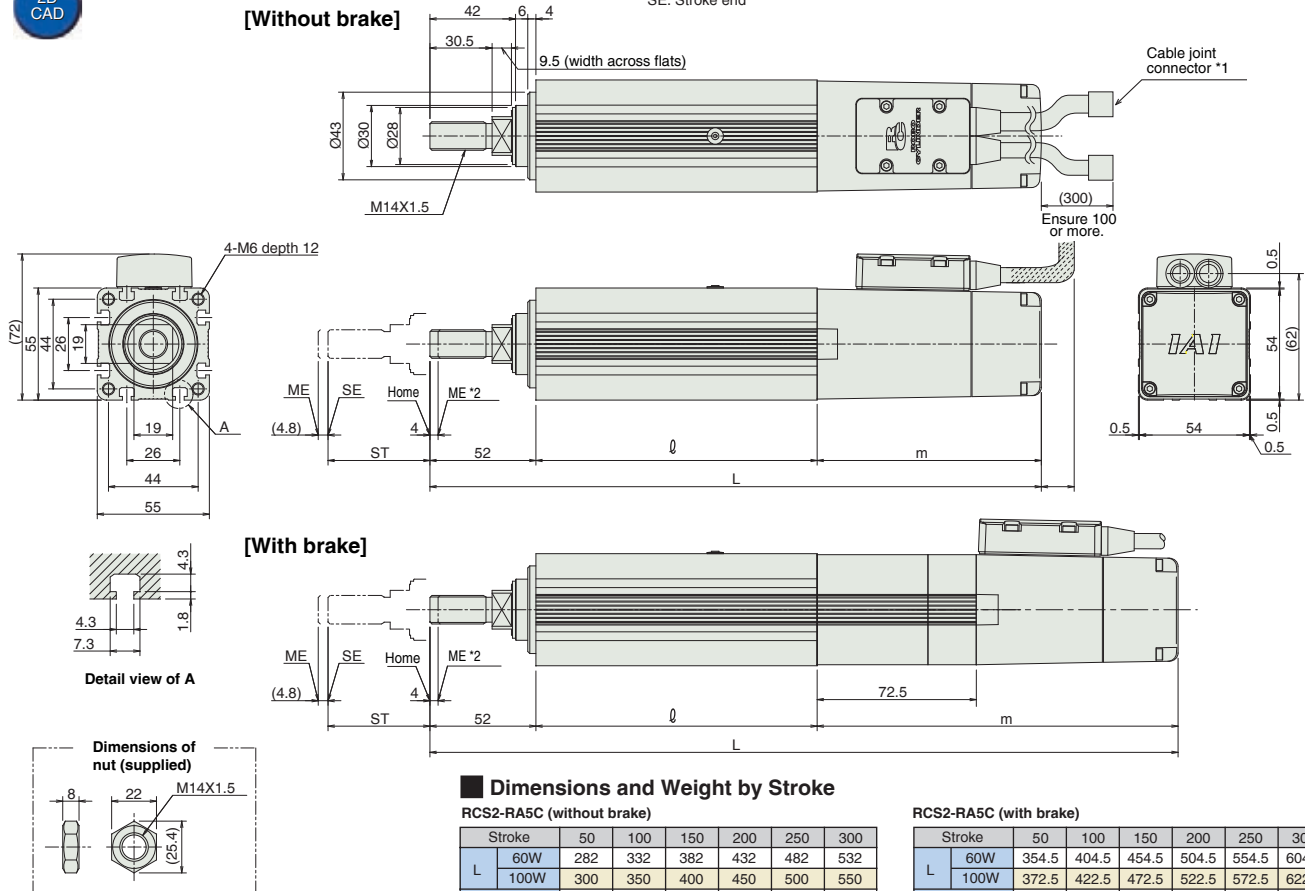 2D
CAD
SE: Stroke end
[Without brake]
42
6
4
30.5
9.5 (width across flats)
Cable joint
connector *1
Ø43
Ø30
Ø28
ROBO
CYLINDER
M14X1.5
(300)
Ensure 100
or more.
4-M6 depth 12
(72)
55
44
26
19
19
A
26
44
55
ME
SE
Home
ME *2
(4.8)
4
ST
52
ℓ
m
L
IAI
0.5
54
(62)
0.5
0.5
54
0.5
[With brake]
ME
SE
Home
ME *2
(4.8)
4
72.5
ST
52
ℓ
m
L
4.3
1.8
4.3
7.3
Detail view of A
Dimensions of
nut (supplied)
8
22
M14X1.5
(25.4)
Dimensions and Weight by Stroke
RCS2-RA5C (without brake)
Stroke 50 100 150 200 250 300
L 60W 282 332 382 432 482 532
100W 300 350 400 450 500 550
RCS2-RA5C (with brake)
Stroke 50 100 150 200 250
L 60W 354.5 404.5 454.5 504.5 554.5
100W 372.5 422.5 472.5 522.5 572.5